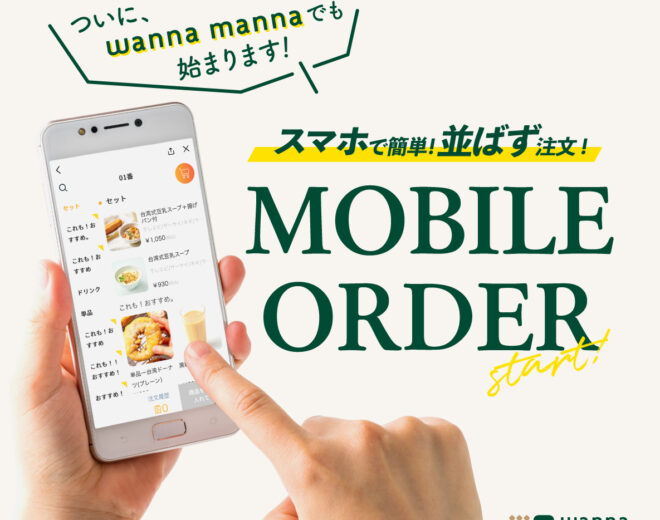 ついに、
wanna mannaでも
始まります!
スマホで簡単!並ばず注文!
MOBILE
ORDER
start!
01番
セット
セット
これも!お
すすめ。
台湾式豆乳スープ+揚げ
パン付
¥1,050
これも!お
すすめ
台湾式豆乳スープ
¥930
ドリンク
単品
これも!おすすめ。
これも!お
すすめ
これも!!
おすすめ!
おすすめ!
単品ー台湾ドーナ
ツ(プレーン)
注文履歴
wanna